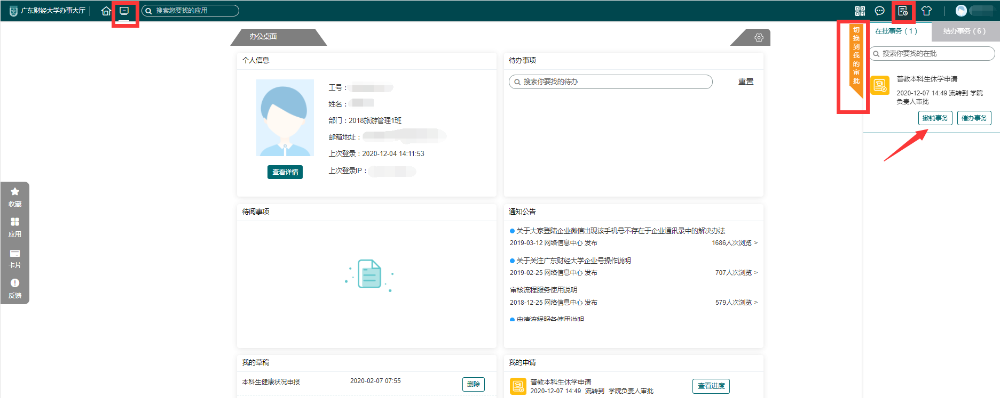 广东财经大学办事大厅
搜索您要找的应用
办公桌面
个人信息
工号：
姓名：
部门：2018旅游管理1班
邮箱地址：
上次登录：2020-12-04 14:11:53
上次登录IP：
查看详情
待办事项
搜索你要找的待办
重置
切换到我的审批
在批事务（1）
结办事务（6）
搜索你要找的在批
普教本科生休学申请
2020-12-07 14:49 流转到 学院
负责人审批
撤销事务
催办事务
收藏
应用
卡片
反馈
待阅事项
通知公告
关于大家登陆企业微信出现该手机号不存在于企业通讯录中的解决办法
2019-03-12 网络信息中心 发布
1686人次浏览 >
关于关注广东财经大学企业号操作说明
2019-02-25 网络信息中心 发布
707人次浏览 >
审核流程服务使用说明
2018-12-25 网络信息中心 发布
579人次浏览 >
申请流程服务使用说明
我的草稿
本科生健康状况申报
2020-02-07 07:55
删除
我的申请
普教本科生休学申请
2020-12-07 14:49 流转到 学院负责人审批
查看进度